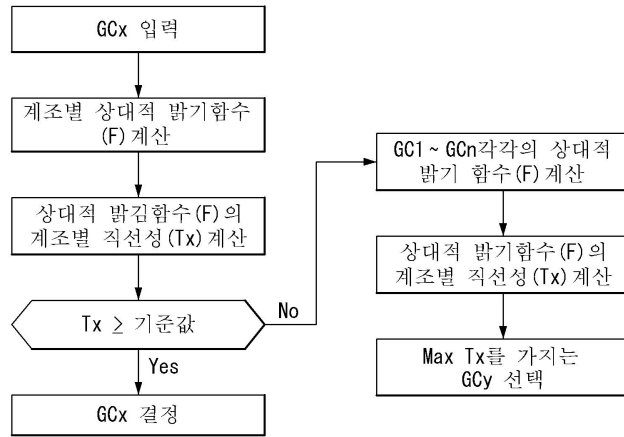 GCx 입력
계조별 상대적 밝기함수
(F)계산
상대적 밝김함수(F)의
계조별 직선성(Tx)계산
Tx ≥ 기준값
No
Yes
GCx 결정
GC1 ~ GCn각각의 상대적
밝기 함수(F) 계산
상대적 밝기함수(F)의
계조별 직선성(Tx)계산
Max Tx를 가지는
GCy 선택